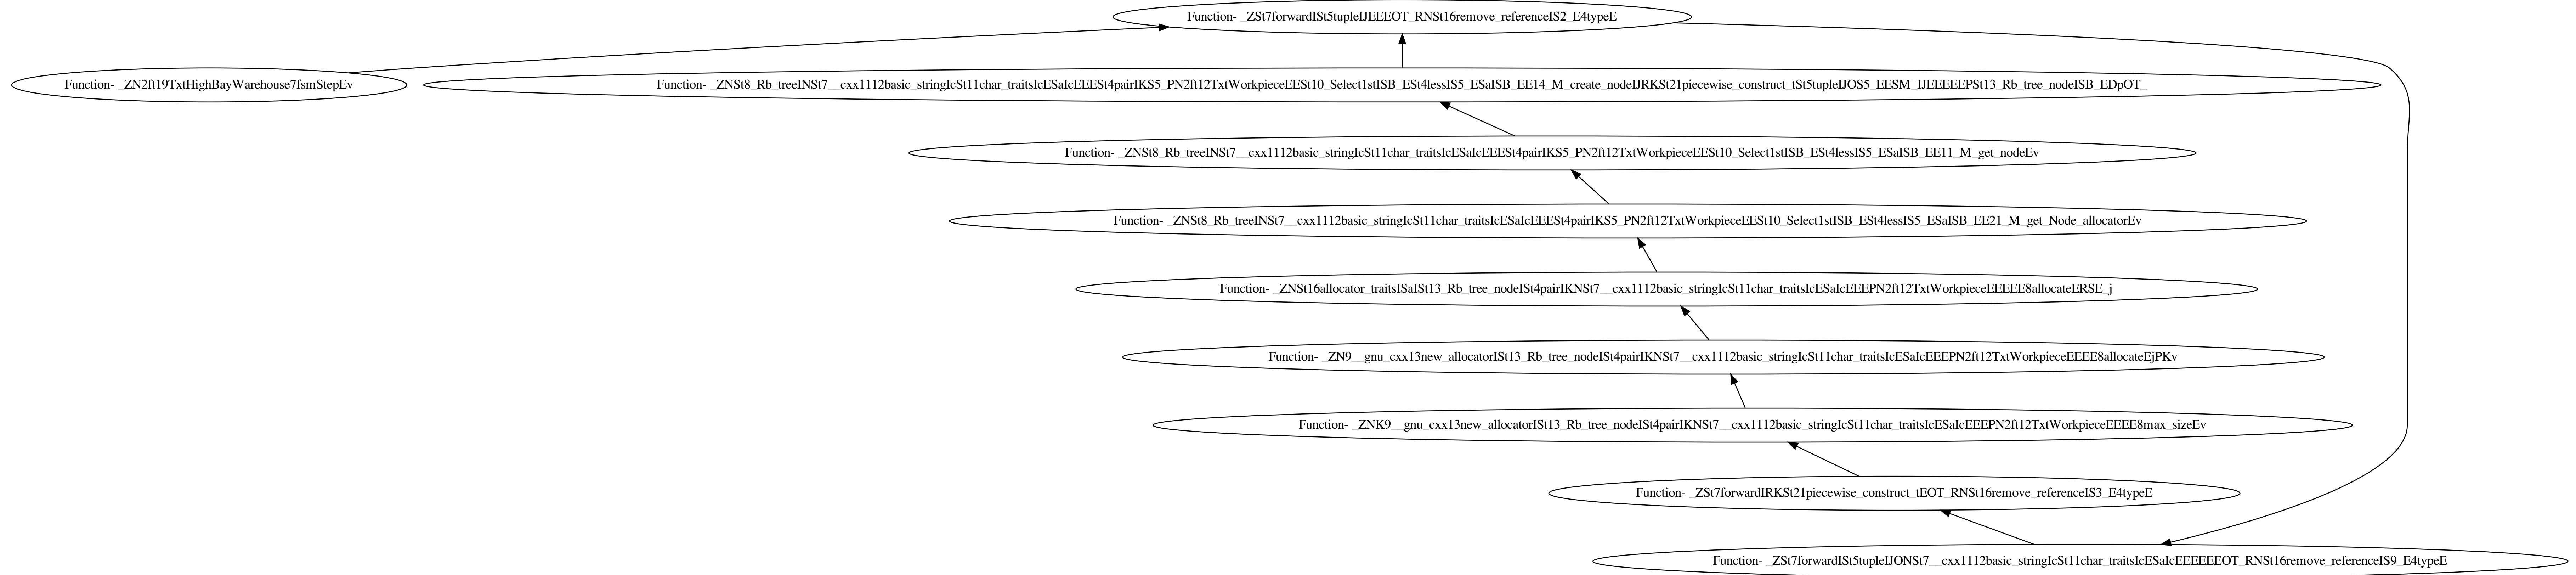 Function- _ZSt7forwardISt5tupleIJEEEOT_RNSt16remove_referenceIS2_E4typeE
Function- _ZN2ft19TxtHighBayWarehouse7fsmStepEv
Function- _ZNSt8_Rb_treeINSt7__cxx1112basic_stringIcSt11char_traitsIcESaIcEEESt4pairIKS5_PN2ft12TxtWorkpieceEESt10_Select1stISB_ESt4lessIS5_ESaISB_EE14_M_create_nodeIJRKSt21piecewise_construct_tSt5tupleIJOS5_EESM_IJEEEEEPSt13_Rb_tree_nodeISB_EDpOT_
Function- _ZNSt8_Rb_treeINSt7__cxx1112basic_stringIcSt11char_traitsIcESaIcEEESt4pairIKS5_PN2ft12TxtWorkpieceEESt10_Select1stISB_ESt4lessIS5_ESaISB_EE11_M_get_nodeEv
Function- _ZNSt8_Rb_treeINSt7__cxx1112basic_stringIcSt11char_traitsIcESaIcEEESt4pairIKS5_PN2ft12TxtWorkpieceEESt10_Select1stISB_ESt4lessIS5_ESaISB_EE21_M_get_Node_allocatorEv
Function- _ZNSt16allocator_traitsISaISt13_Rb_tree_nodeISt4pairIKNSt7__cxx1112basic_stringIcSt11char_traitsIcESaIcEEEPN2ft12TxtWorkpieceEEEEE8allocateERSE_j
Function- _ZN9__gnu_cxx13new_allocatorISt13_Rb_tree_nodeISt4pairIKNSt7__cxx1112basic_stringIcSt11char_traitsIcESaIcEEEPN2ft12TxtWorkpieceEEEE8allocateEjPKv
Function- _ZNK9__gnu_cxx13new_allocatorISt13_Rb_tree_nodeISt4pairIKNSt7__cxx1112basic_stringIcSt11char_traitsIcESaIcEEEPN2ft12TxtWorkpieceEEEE8max_sizeEv
Function- _ZSt7forwardIRKSt21piecewise_construct_tEOT_RNSt16remove_referenceIS3_E4typeE
Function- _ZSt7forwardISt5tupleIJONSt7__cxx1112basic_stringIcSt11char_traitsIcESaIcEEEEEEOT_RNSt16remove_referenceIS9_E4typeE